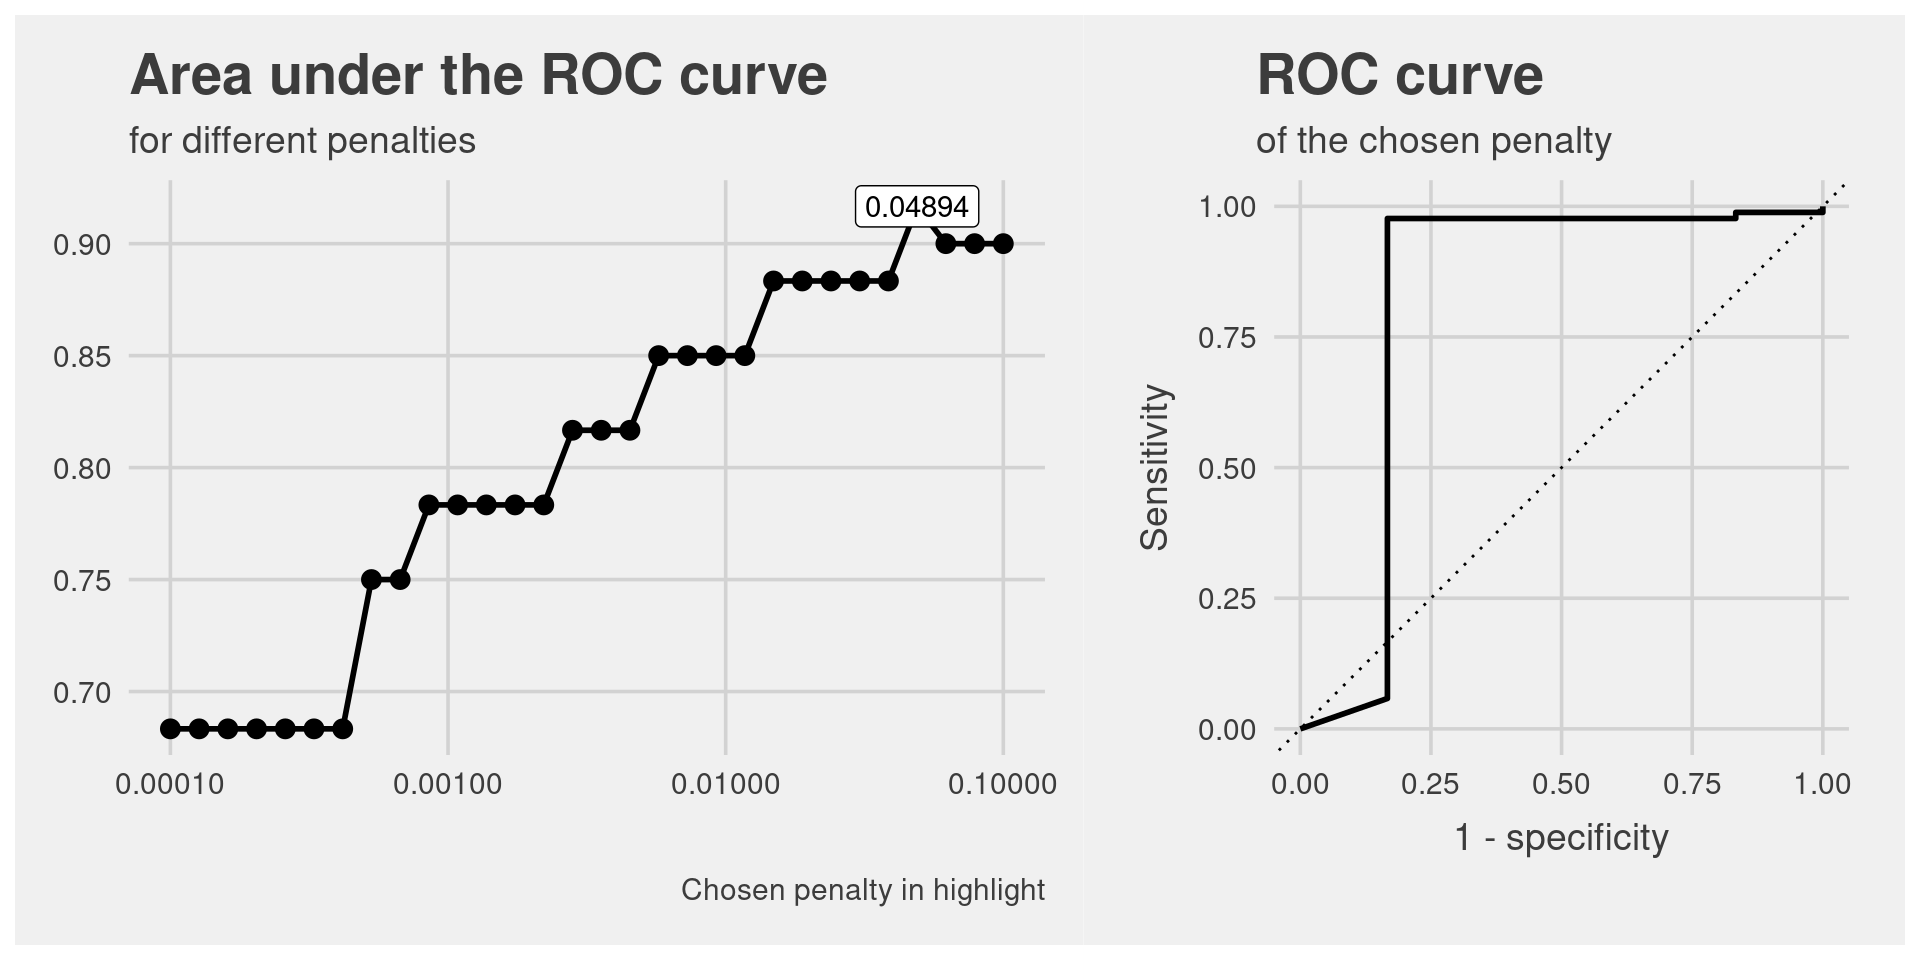 Area under the ROC curve
for different penalties
0.04894
0.90
0.85
0.80
0.75
0.70
0.00010 0.00100 0.01000 0.10000
Chosen penalty in highlight
ROC curve
of the chosen penalty
1.00
0.75
0.50
0.25
0.00
Sensitivity
0.00 0.25 0.50 0.75 1.00
1 - specificity